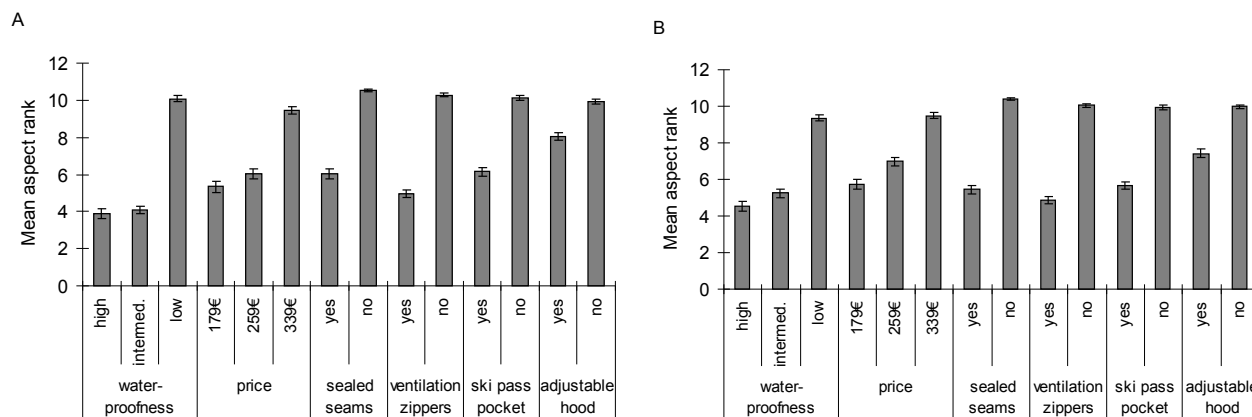 A
Mean aspect rank
12
10
8
6
4
2
0
high
intermed.
low
179€
259€
339€
yes
no
yes
no
yes
no
yes
no
water-
proofness
price
sealed
seams
ventilation
zippers
ski pass
pocket
adjustable
hood
B
Mean aspect rank
12
10
8
6
4
2
0
high
intermed.
low
179€
259€
339€
yes
no
yes
no
yes
no
yes
no
water-
proofness
price
sealed
seams
ventilation
zippers
ski pass
pocket
adjustable
hood